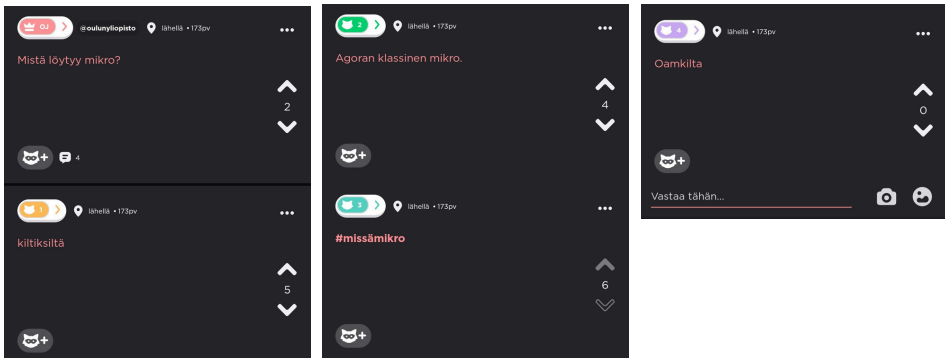 OJ @oulunyliopisto lähellä • 173pv
Mistä löytyy mikro?
2
4
1 lähellä • 173pv
kiltiksiltä
5
2 lähellä • 173pv
Agoran klassinen mikro.
4
3 lähellä • 173pv
#missämikro
6
4 lähellä • 173pv
Oamkilta
0
Vastaa tähän...